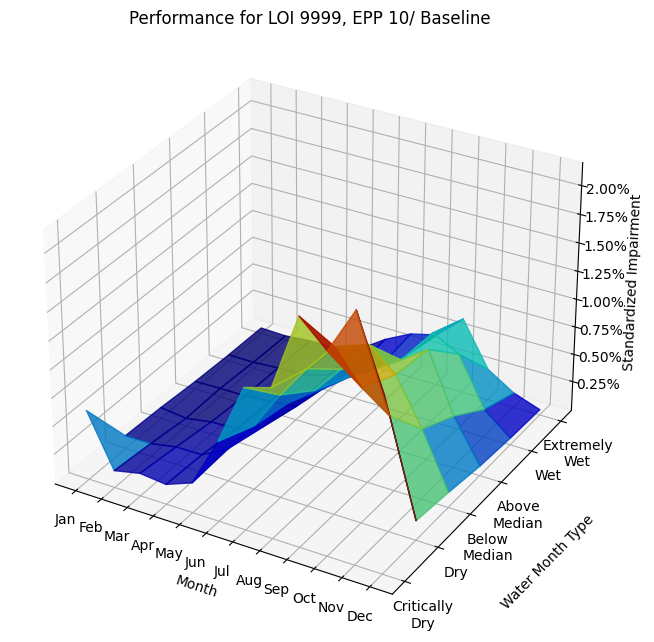 Performance for LOI 9999, EPP 10/ Baseline
2.00%
1.75%
1.50%
1.25%
1.00%
0.75%
0.50%
0.25%
Standardized Impairment
Jan
Feb
Mar
Apr
May
Jun
Jul
Aug
Sep
Oct
Nov
Dec
Month
Critically
Dry
Dry
Below
Median
Above
Median
Wet
Extremely
Wet
Water Month Type